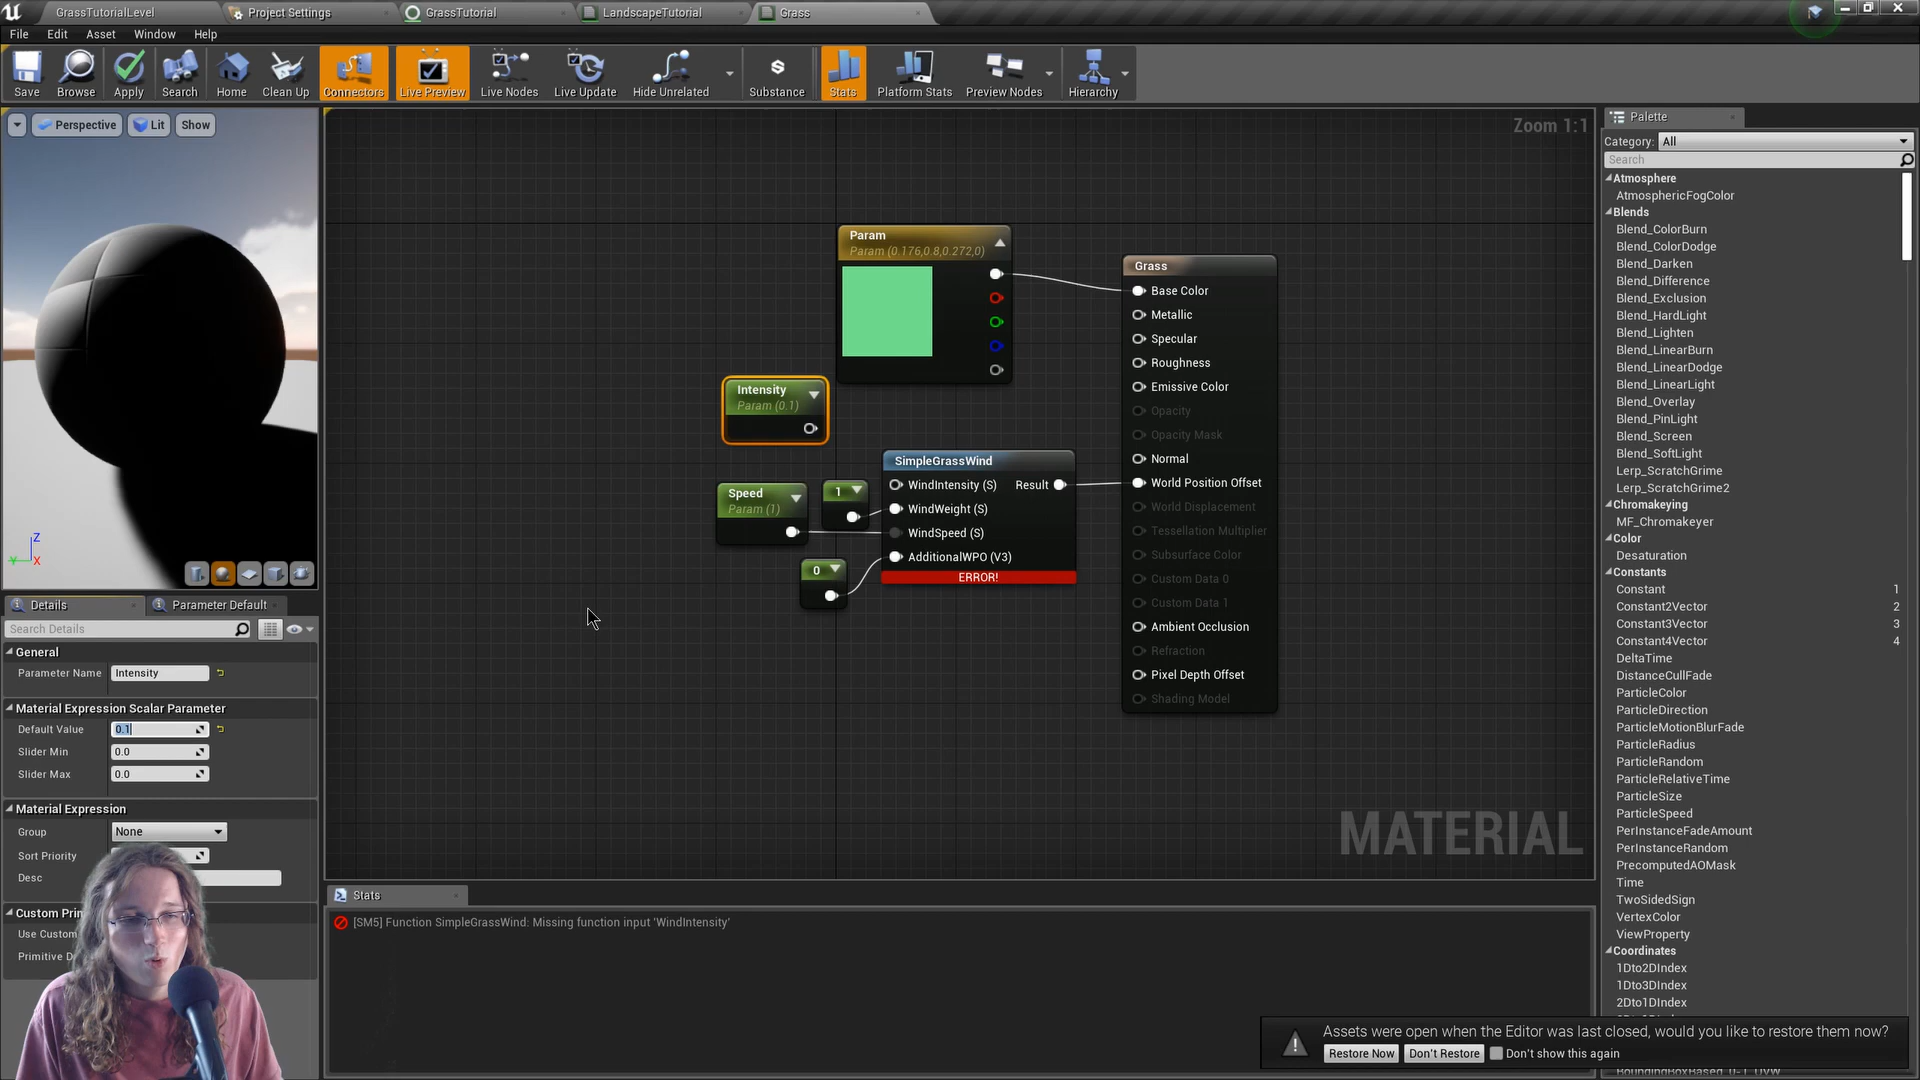 GrassTutorialLevel
Project Settings
GrassTutorial
LandscapeTutorial
Grass
File Edit Asset Window Help
Save
Browse
Apply
Search
Home
Clean Up
Connectors
Live Preview
Live Nodes
Live Update
Hide Unrelated
Substance
Stats
Platform Stats
Preview Nodes
Hierarchy
Perspective
Lit
Show
Z
Y
X
Zoom 1:1
Param
Param (0.176,0.8,0.272,0)
Intensity
Param (0.1)
Speed
Param (1)
1
0
SimpleGrassWind
WindIntensity (S) Result
WindWeight (S)
WindSpeed (S)
AdditionalWPO (V3)
ERROR!
Grass
Base Color
Metallic
Specular
Roughness
Emissive Color
Opacity
Opacity Mask
Normal
World Position Offset
World Displacement
Tessellation Multiplier
Subsurface Color
Custom Data 0
Custom Data 1
Ambient Occlusion
Refraction
Pixel Depth Offset
Shading Model
MATERIAL
Details
Parameter Default
Search Details
General
Parameter Name Intensity
Material Expression Scalar Parameter
Default Value 0.1
Slider Min 0.0
Slider Max 0.0
Material Expression
Group None
Sort Priority
Desc
Use Custom
Stats
[SM5] Function SimpleGrassWind: Missing function input 'WindIntensity'
Palette
Category: All
Search
Atmosphere
AtmosphericFogColor
Blends
Blend_ColorBurn
Blend_ColorDodge
Blend_Darken
Blend_Difference
Blend_Exclusion
Blend_HardLight
Blend_Lighten
Blend_LinearBurn
Blend_LinearDodge
Blend_LinearLight
Blend_Overlay
Blend_PinLight
Blend_Screen
Blend_SoftLight
Lerp_ScratchGrime
Lerp_ScratchGrime2
Chromakeying
MF_Chromakeyer
Color
Desaturation
Constants
Constant 1
Constant2Vector 2
Constant3Vector 3
Constant4Vector 4
DeltaTime
DistanceCullFade
ParticleColor
ParticleDirection
ParticleMotionBlurFade
ParticleRadius
ParticleRandom
ParticleRelativeTime
ParticleSize
ParticleSpeed
PerInstanceFadeAmount
PerInstanceRandom
PrecomputedAOMask
Time
TwoSidedSign
VertexColor
ViewProperty
Coordinates
1Dto2DIndex
1Dto3DIndex
2Dto1DIndex
Assets were open when the Editor was last closed, would you like to restore them now?
Restore Now
Don't Restore
Don't show this again